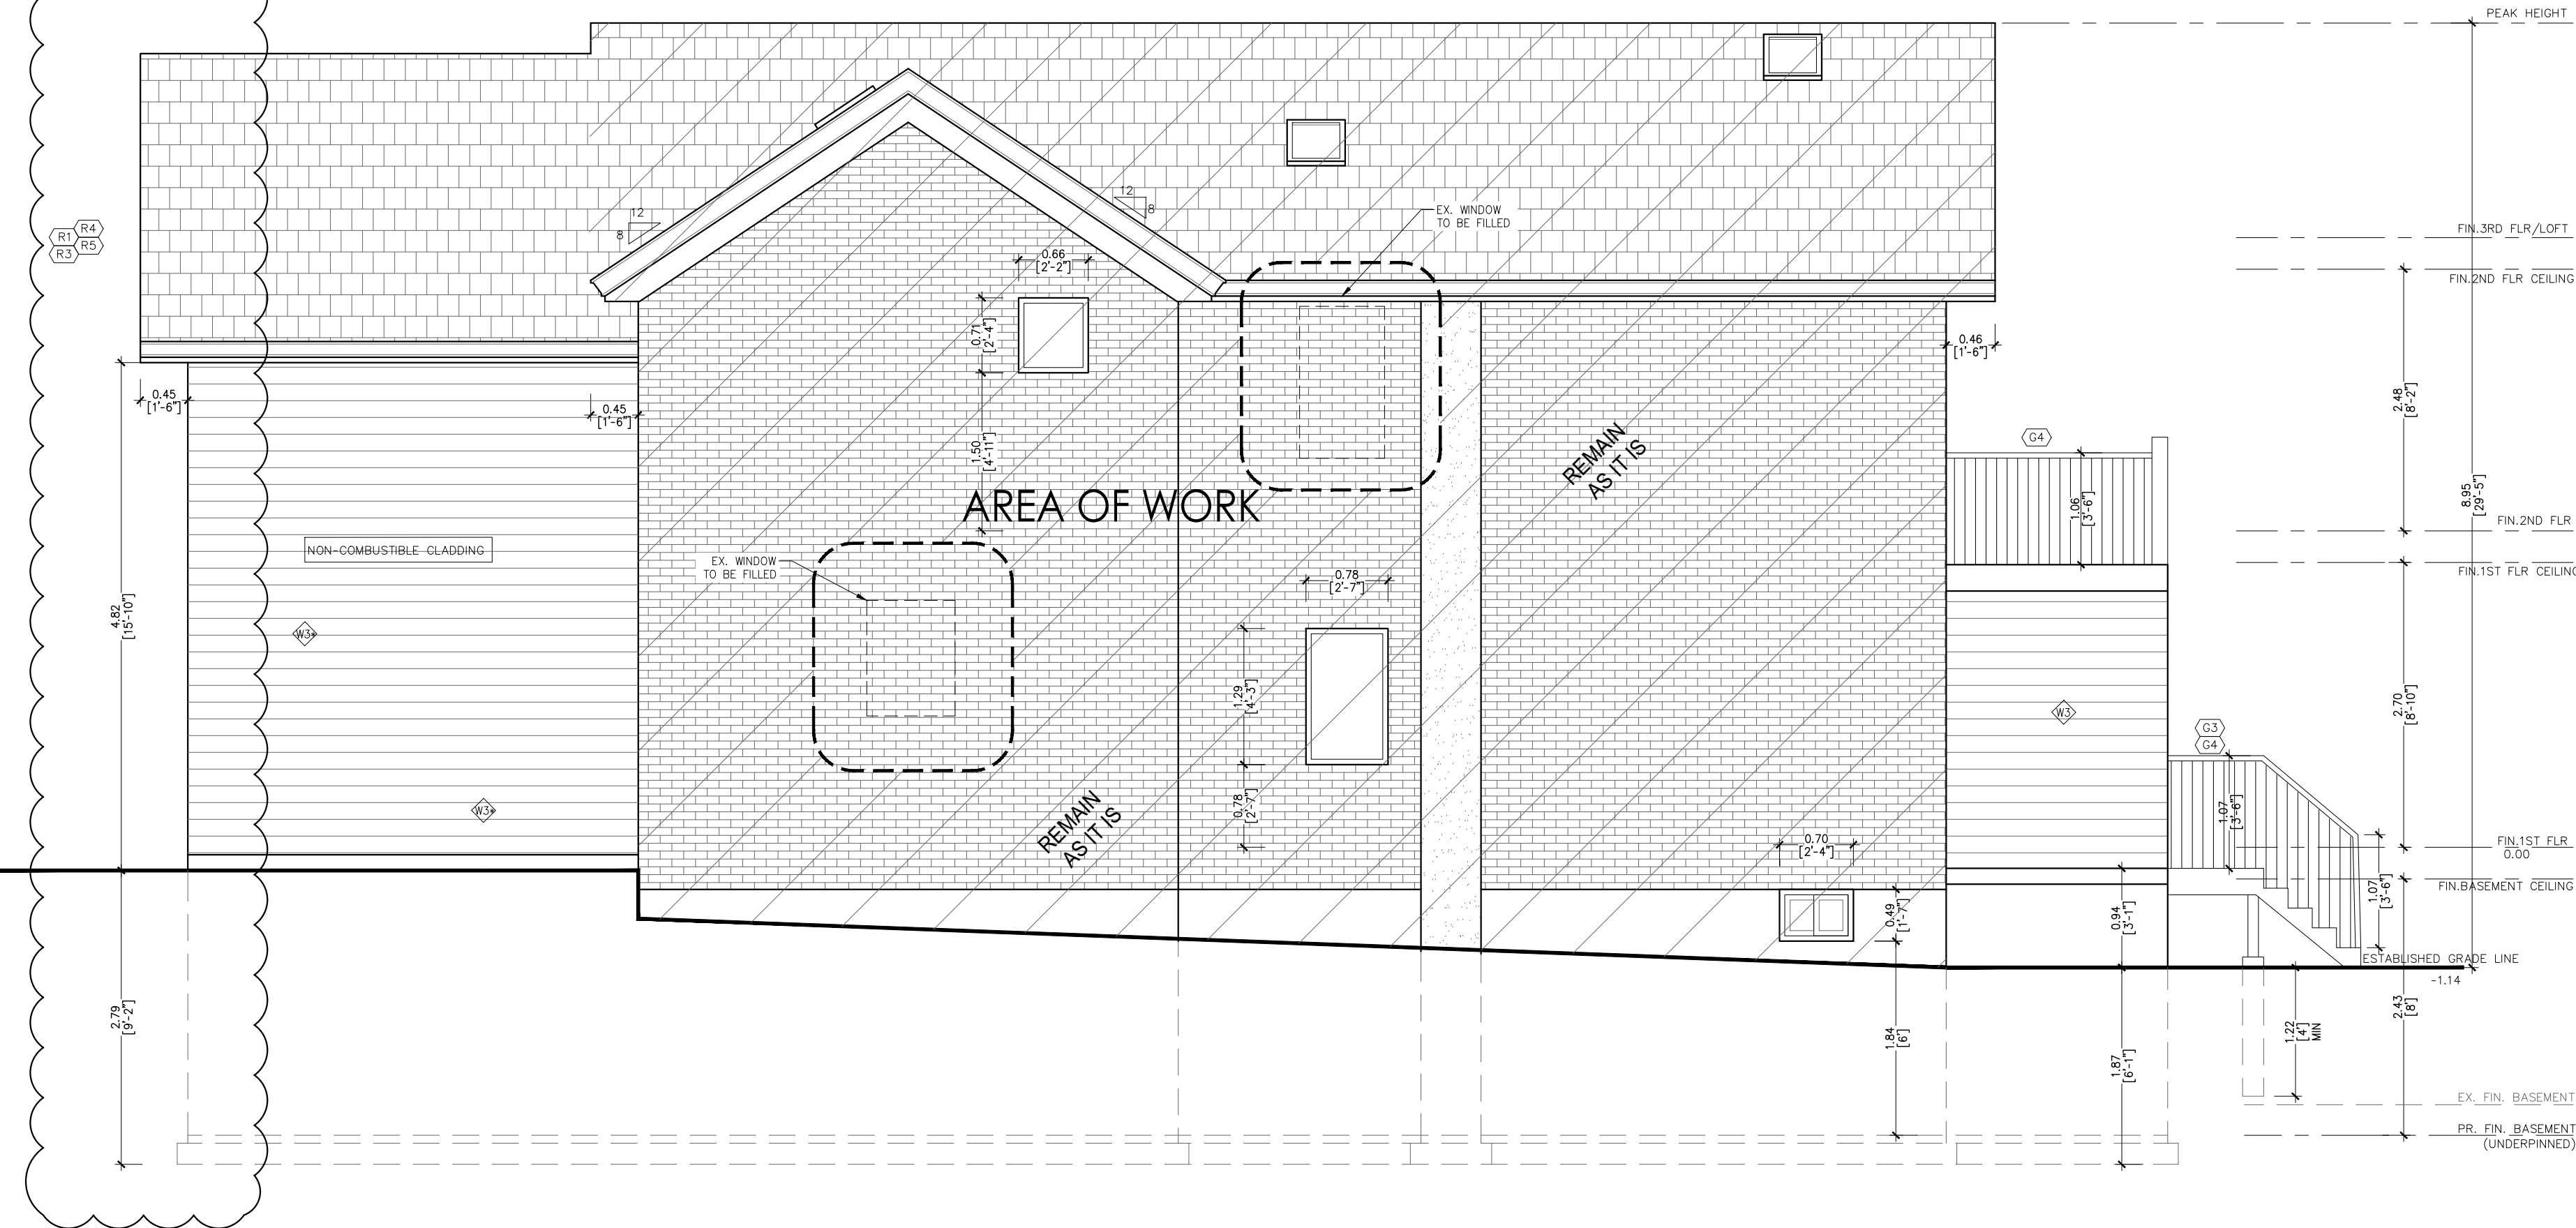 PEAK HEIGHT
R4
R1
R5
R3
12
8
12
8
EX. WINDOW
TO BE FILLED
FIN.3RD FLR/LOFT
FIN.2ND FLR CEILING
0.66
[2'-2"]
0.71
[2'-4"]
0.46
[1'-6"]
0.45
[1'-6"]
0.45
[1'-6"]
2.48
[8'-2"]
1.50
[4'-11"]
REMAIN
AS IT IS
G4
AREA OF WORK
1.06
[3'-6"]
8.95
[29'-5"]
FIN.2ND FLR
NON-COMBUSTIBLE CLADDING
EX. WINDOW
TO BE FILLED
FIN.1ST FLR CEILING
0.78
[2'-7"]
4.82
[15'-10"]
W3*
1.29
[4'-3"]
2.70
[8'-10"]
W3
G3
G4
W3*
0.78
[2'-7"]
REMAIN
AS IT IS
1.07
[3'-6"]
0.70
[2'-4"]
FIN.1ST FLR
0.00
FIN.BASEMENT CEILING
1.07
[3'-6"]
0.49
[1'-7"]
0.94
[3'-1"]
ESTABLISHED GRADE LINE
-1.14
2.79
[9'-2"]
2.43
[8']
1.22
[4']
MIN
1.84
[6']
1.87
[6'-1"]
EX. FIN. BASEMENT
PR. FIN. BASEMENT
(UNDERPINNED)